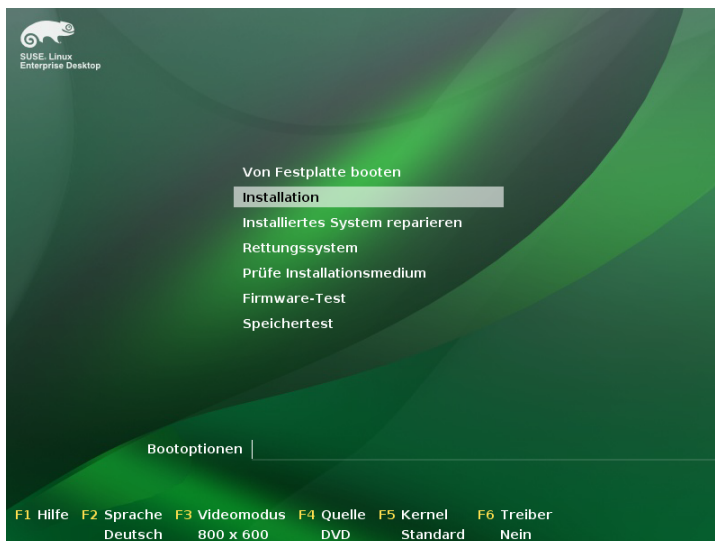 SUSE. Linux
Enterprise Desktop
Von Festplatte booten
Installation
Installiertes System reparieren
Rettungssystem
Prüfe Installationsmedium
Firmware-Test
Speichertest
Bootoptionen
F1 Hilfe F2 Sprache F3 Videomodus F4 Quelle F5 Kernel F6 Treiber
Deutsch 800 x 600 DVD Standard Nein